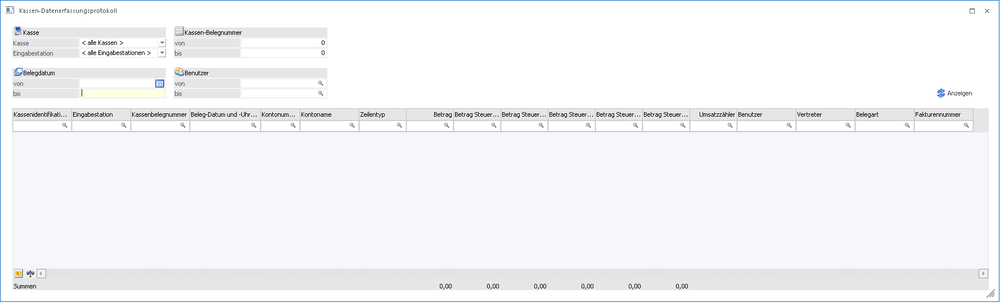 Kassen-Datenerfassungsprotokoll
Kasse
Kasse < alle Kassen >
Eingabestation < alle Eingabestationen >
Kassen-Belegnummer
von 0
bis 0
Belegdatum
von
bis
Benutzer
von
bis
Anzeigen
Kassenidentifikati... Eingabestation Kassenbelegnummer Beleg-Datum und -Uhr... Kontonum... Kontoname Zeilentyp Betrag Betrag Steuer... Betrag Steuer... Betrag Steuer... Betrag Steuer... Betrag Steuer... Umsatzzähler Benutzer Vertreter Belegart Fakturennummer
Summen 0,00 0,00 0,00 0,00 0,00 0,00